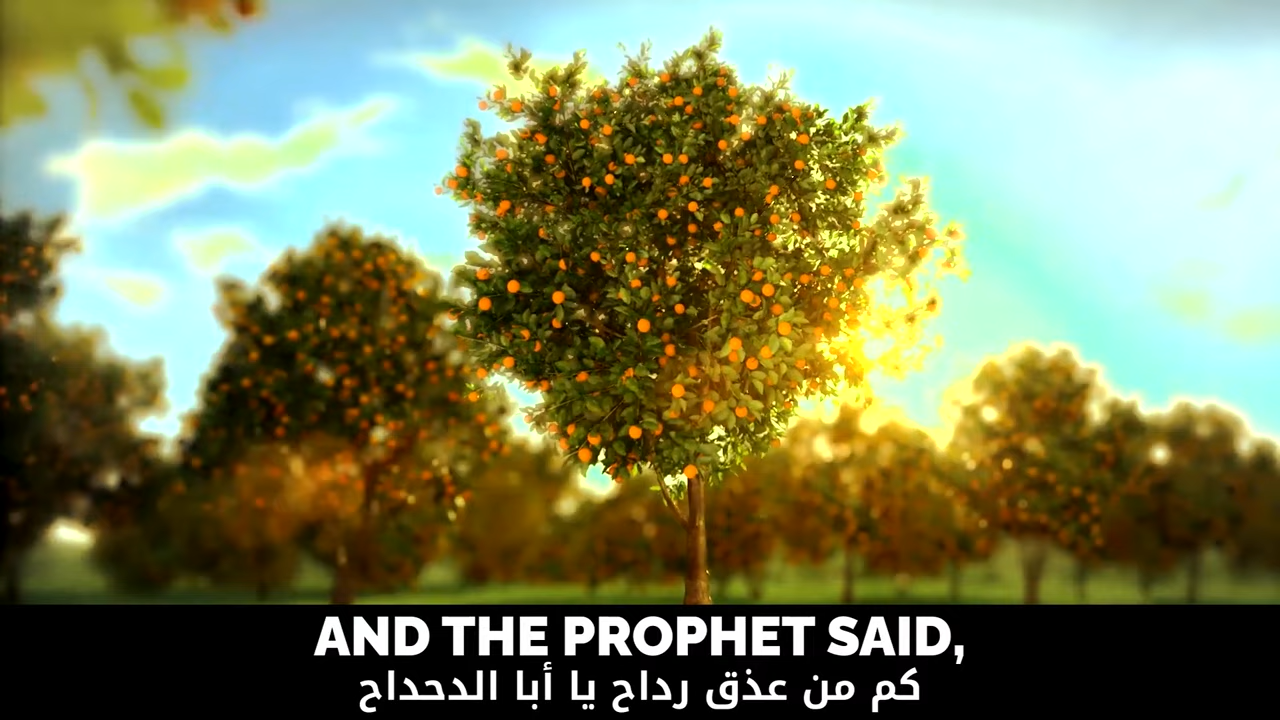 AND THE PROPHET SAID,
كم من عذق رداح يا أبا الدحداح